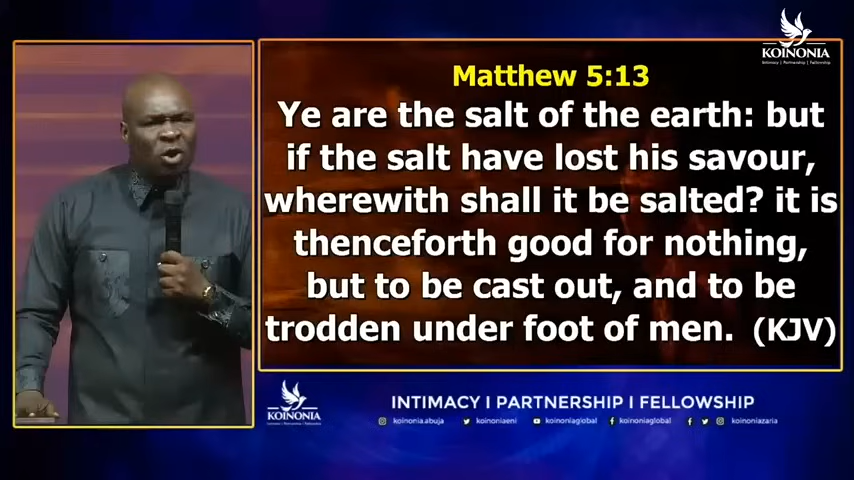 KOINONIA
Intimacy | Partnership | Fellowship
Matthew 5:13
Ye are the salt of the earth: but
if the salt have lost his savour,
wherewith shall it be salted? it is
thenceforth good for nothing,
but to be cast out, and to be
trodden under foot of men. (KJV)
KOINONIA
Intimacy | Partnership | Fellowship
INTIMACY I PARTNERSHIP I FELLOWSHIP
koinonia.abuja koinoniaeni koinoniaglobal koinoniaglobal koinoniazaria